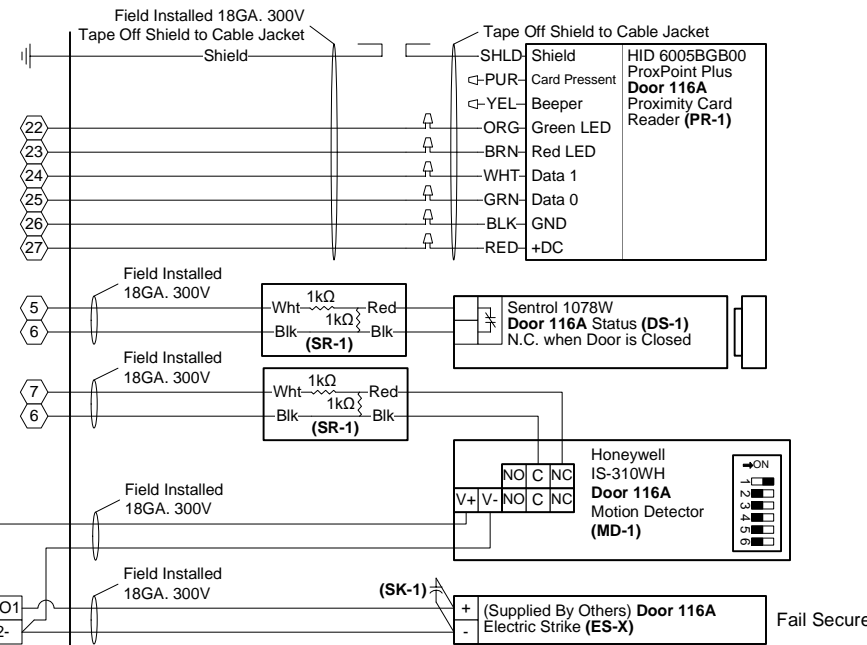 Field Installed 18GA. 300V
Tape Off Shield to Cable Jacket
Shield
Tape Off Shield to Cable Jacket
SHLD Shield
PUR Card Pressent
YEL Beeper
ORG Green LED
BRN Red LED
WHT Data 1
GRN Data 0
BLK GND
RED +DC
HID 6005BGB00
ProxPoint Plus
Door 116A
Proximity Card
Reader (PR-1)
22
23
24
25
26
27
Field Installed
18GA. 300V
5
6
Wht 1kΩ Red
Blk 1kΩ Blk
(SR-1)
Sentrol 1078W
Door 116A Status (DS-1)
N.C. when Door is Closed
Field Installed
18GA. 300V
7
6
Wht 1kΩ Red
Blk 1kΩ Blk
(SR-1)
Field Installed
18GA. 300V
NO C NC
V+ V- NO C NC
Honeywell
IS-310WH
Door 116A
Motion Detector
(MD-1)
ON
1
2
3
4
5
6
Field Installed
18GA. 300V
O1
2-
(SK-1)
+
-
(Supplied By Others) Door 116A
Electric Strike (ES-X)
Fail Secure